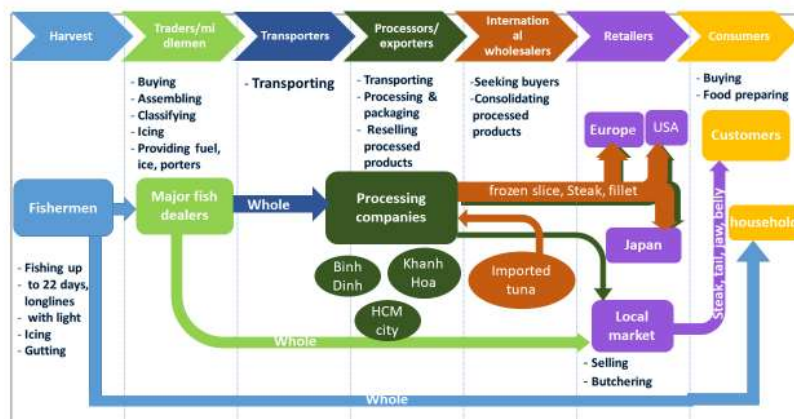 Harvest
Traders/mi
dlemen
Transporters
Processors/
exporters
Internation
al wholesalers
Retallers
Consumers
- Buying
- Assembling
- Classifying
- Icing
- Providing fuel,
ice, porters
- Transporting
- Transporting
- Processing &
packaging
- Reselling
processed
products
-Seeking buyers
-Consolidating
processed
products
- Buying
- Food preparing
Europe
USA
Customers
Fishermen
Major fish
dealers
Whole
Processing
companies
frozen slice, Steak, fillet
Japan
household
Steak, tail, jaw, belly
- Fishing up
- to 22 days,
longlines
- with light
- Icing
- Gutting
Binh
Dinh
Khanh
Hoa
HCM
city
Imported
tuna
Local
market
Whole
- Selling
- Butchering
Whole